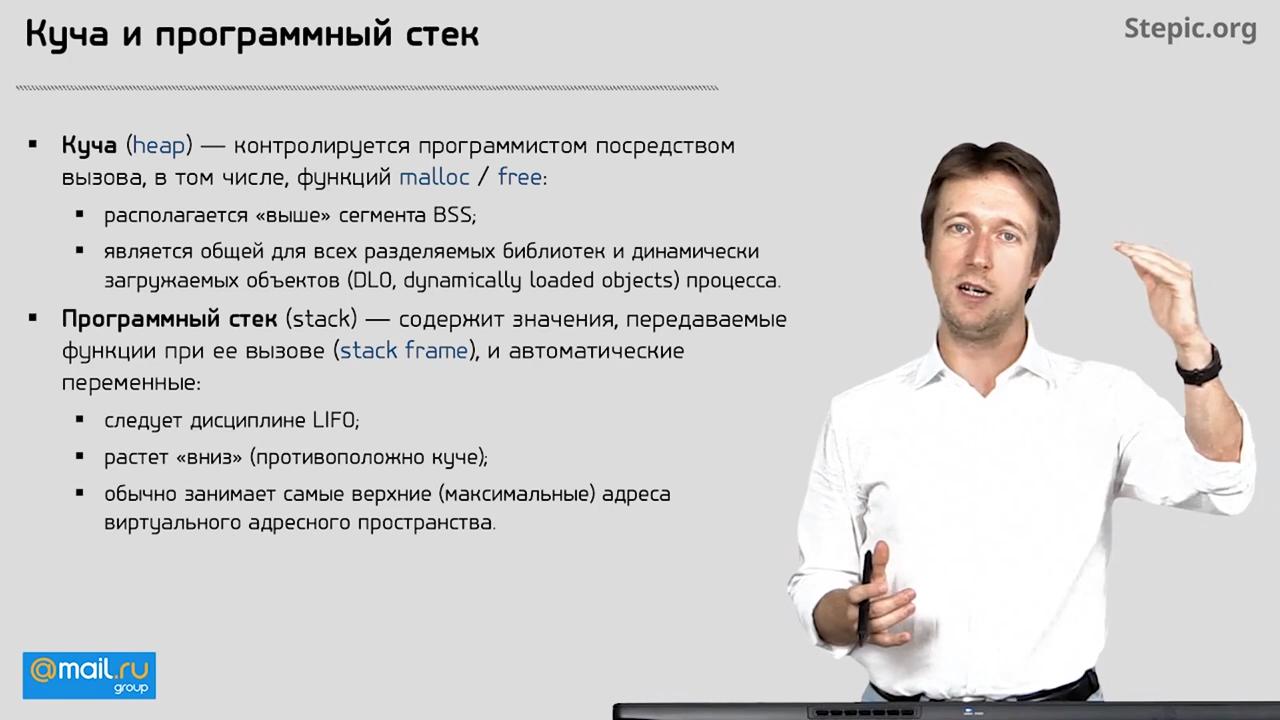 Куча и программный стек
Stepic.org
▪ Куча (heap) — контролируется программистом посредством
вызова, в том числе, функций malloc / free:
▪ располагается «выше» сегмента BSS;
▪ является общей для всех разделяемых библиотек и динамически
загружаемых объектов (DLO, dynamically loaded objects) процесса.
▪ Программный стек (stack) — содержит значения, передаваемые
функции при ее вызове (stack frame), и автоматические
переменные:
▪ следует дисциплине LIFO;
▪ растет «вниз» (противоположно куче);
▪ обычно занимает самые верхние (максимальные) адреса
виртуального адресного пространства.
@mail.ru
group